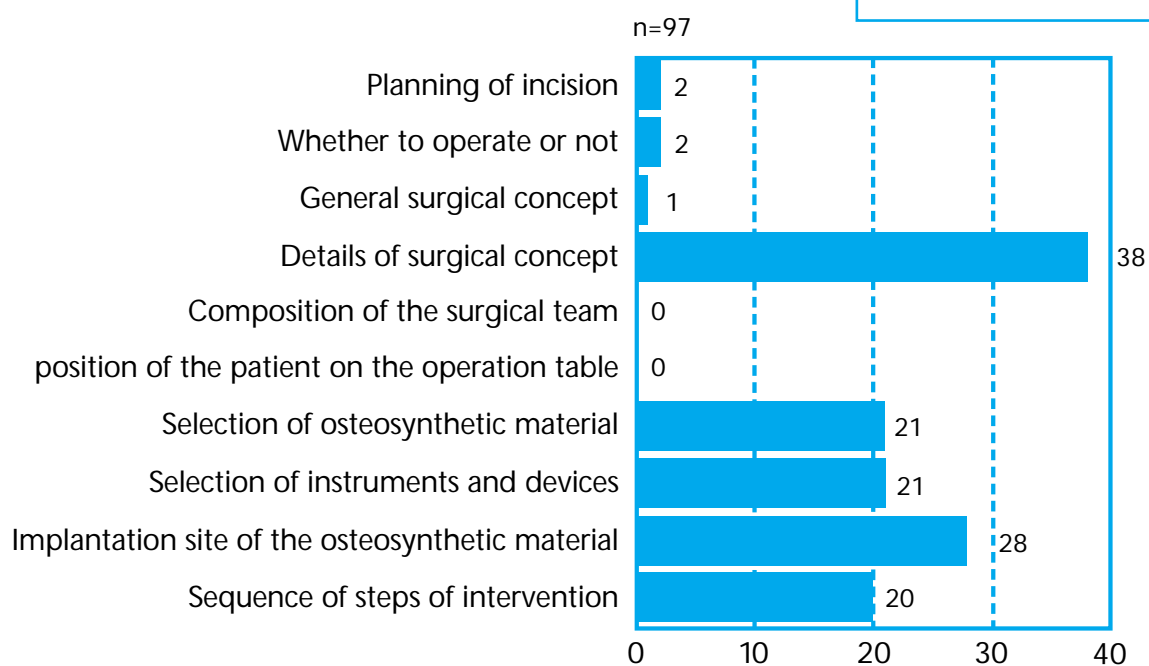 n=97
Planning of incision 2
Whether to operate or not 2
General surgical concept 1
Details of surgical concept 38
Composition of the surgical team 0
position of the patient on the operation table 0
Selection of osteosynthetic material 21
Selection of instruments and devices 21
Implantation site of the osteosynthetic material 28
Sequence of steps of intervention 20
0 10 20 30 40